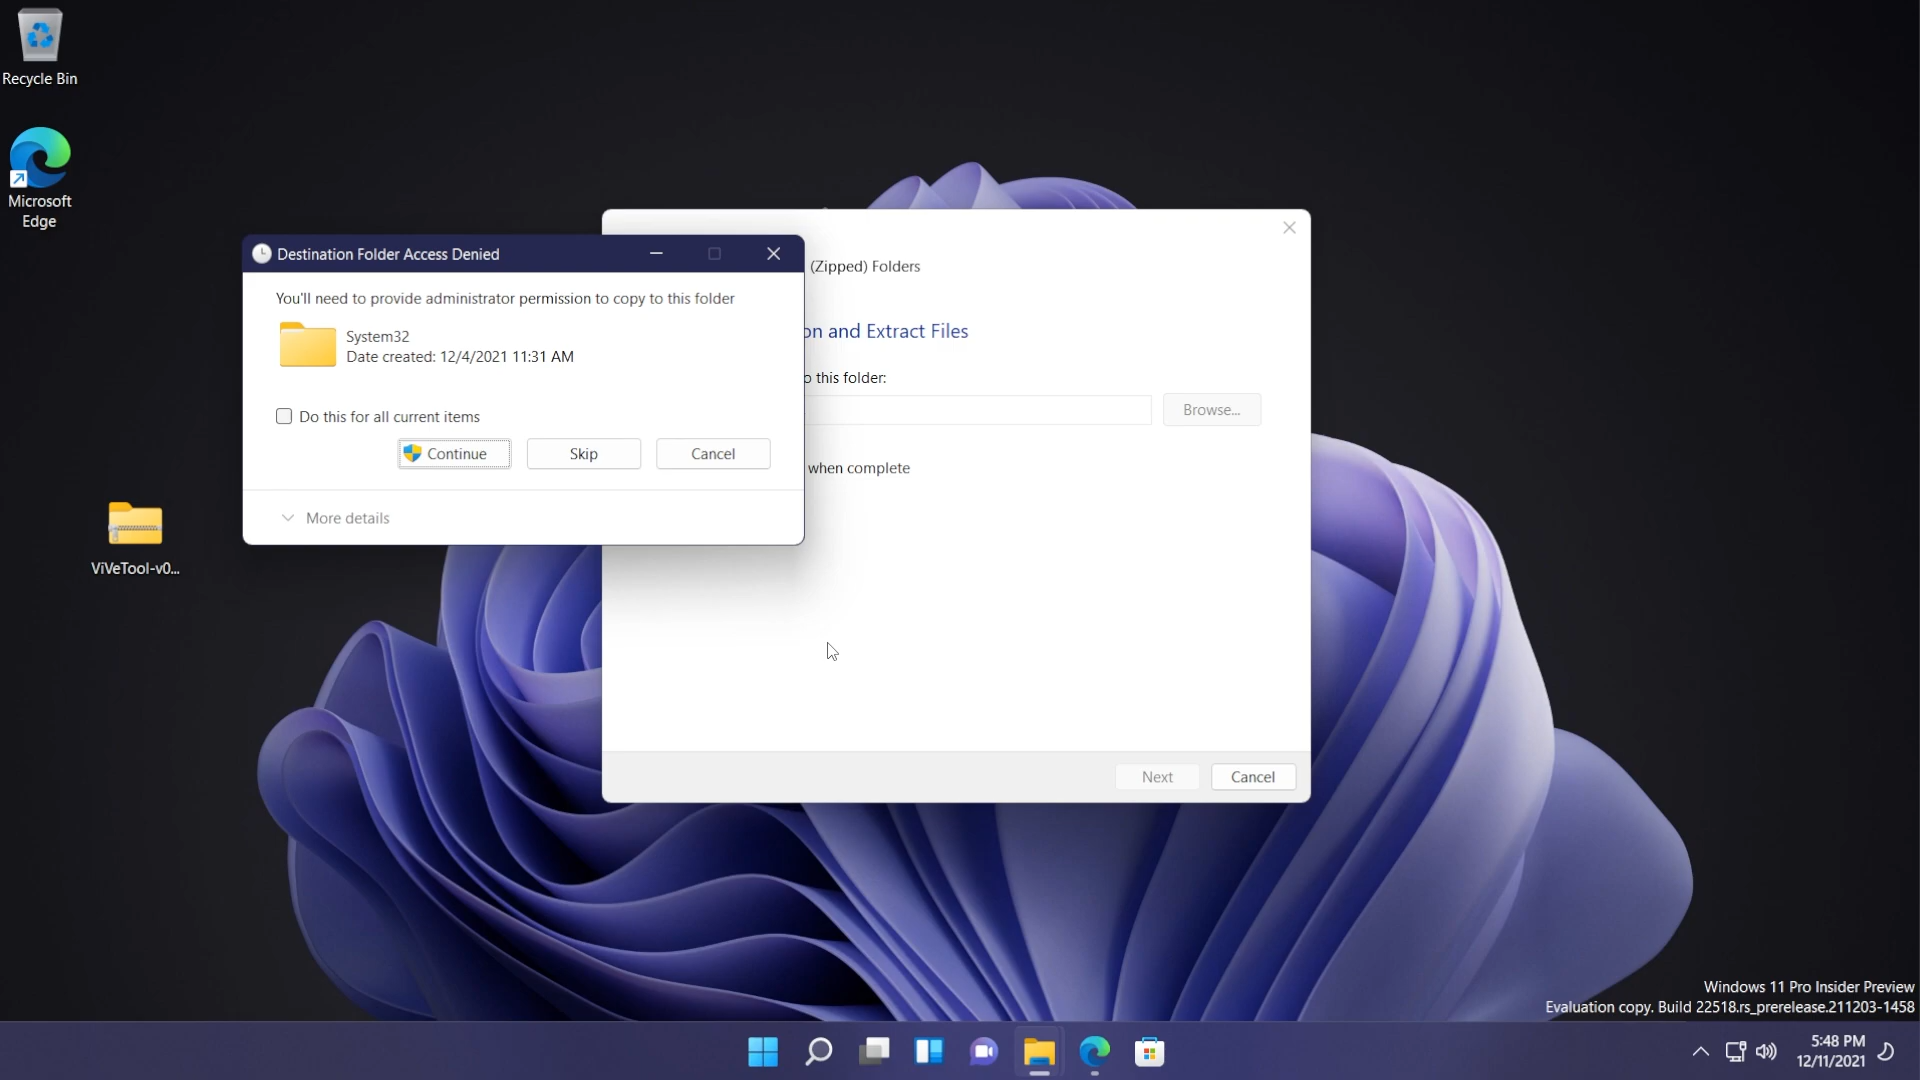 Recycle Bin
Microsoft
Edge
ViVeTool-v0...
Destination Folder Access Denied
You'll need to provide administrator permission to copy to this folder
System32
Date created: 12/4/2021 11:31 AM
Do this for all current items
Continue
Skip
Cancel
More details
(Zipped) Folders
on and Extract Files
o this folder:
Browse...
when complete
Next
Cancel
Windows 11 Pro Insider Preview
Evaluation copy. Build 22518.rs_prerelease.211203-1458
5:48 PM
12/11/2021